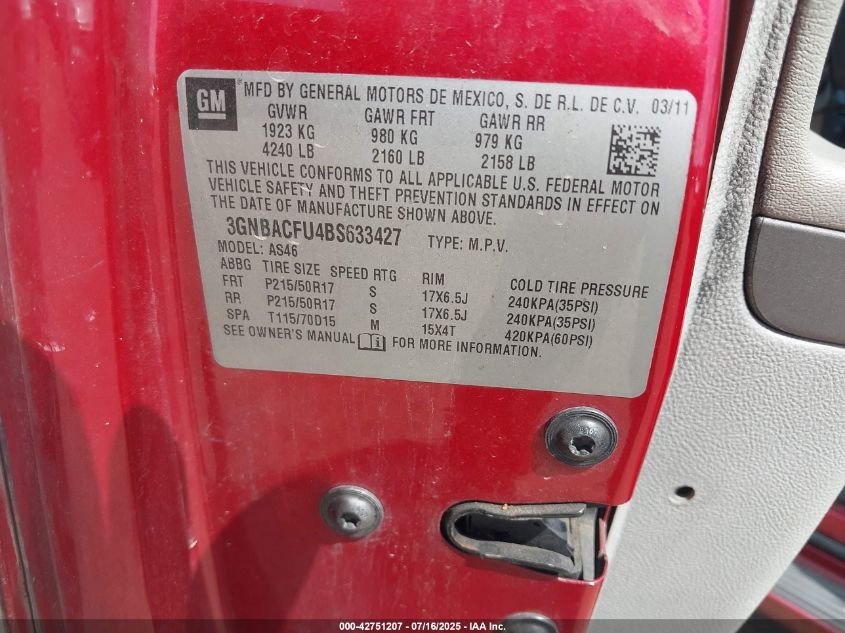 GM
® MFD BY GENERAL MOTORS DE MEXICO, S. DE R.L. DE C.V. 03/11
GVWR GAWR FRT GAWR RR
1923 KG 980 KG 979 KG
4240 LB 2160 LB 2158 LB
THIS VEHICLE CONFORMS TO ALL APPLICABLE U.S. FEDERAL MOTOR
VEHICLE SAFETY AND THEFT PREVENTION STANDARDS IN EFFECT ON
THE DATE OF MANUFACTURE SHOWN ABOVE.
3GNBACFU4BS633427 TYPE: M.P.V.
MODEL: AS46
ABBG TIRE SIZE SPEED RTG RIM COLD TIRE PRESSURE
FRT P215/50R17 S 17X6.5J 240KPA(35PSI)
RR P215/50R17 S 17X6.5J 240KPA(35PSI)
SPA T115/70D15 M 15X4T 420KPA(60PSI)
SEE OWNER'S MANUAL FOR MORE INFORMATION.
000-42751207 - 07/16/2025 - IAA Inc.